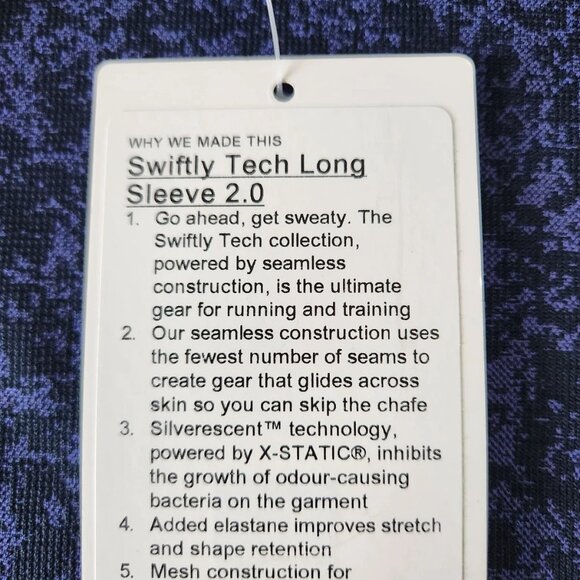 WHY WE MADE THIS
Swiftly Tech Long
Sleeve 2.0
1. Go ahead, get sweaty. The
Swiftly Tech collection,
powered by seamless
construction, is the ultimate
gear for running and training
2. Our seamless construction uses
the fewest number of seams to
create gear that glides across
skin so you can skip the chafe
3. Silverescent™ technology,
powered by X-STATIC®, inhibits
the growth of odour-causing
bacteria on the garment
4. Added elastane improves stretch
and shape retention
5. Mesh construction for